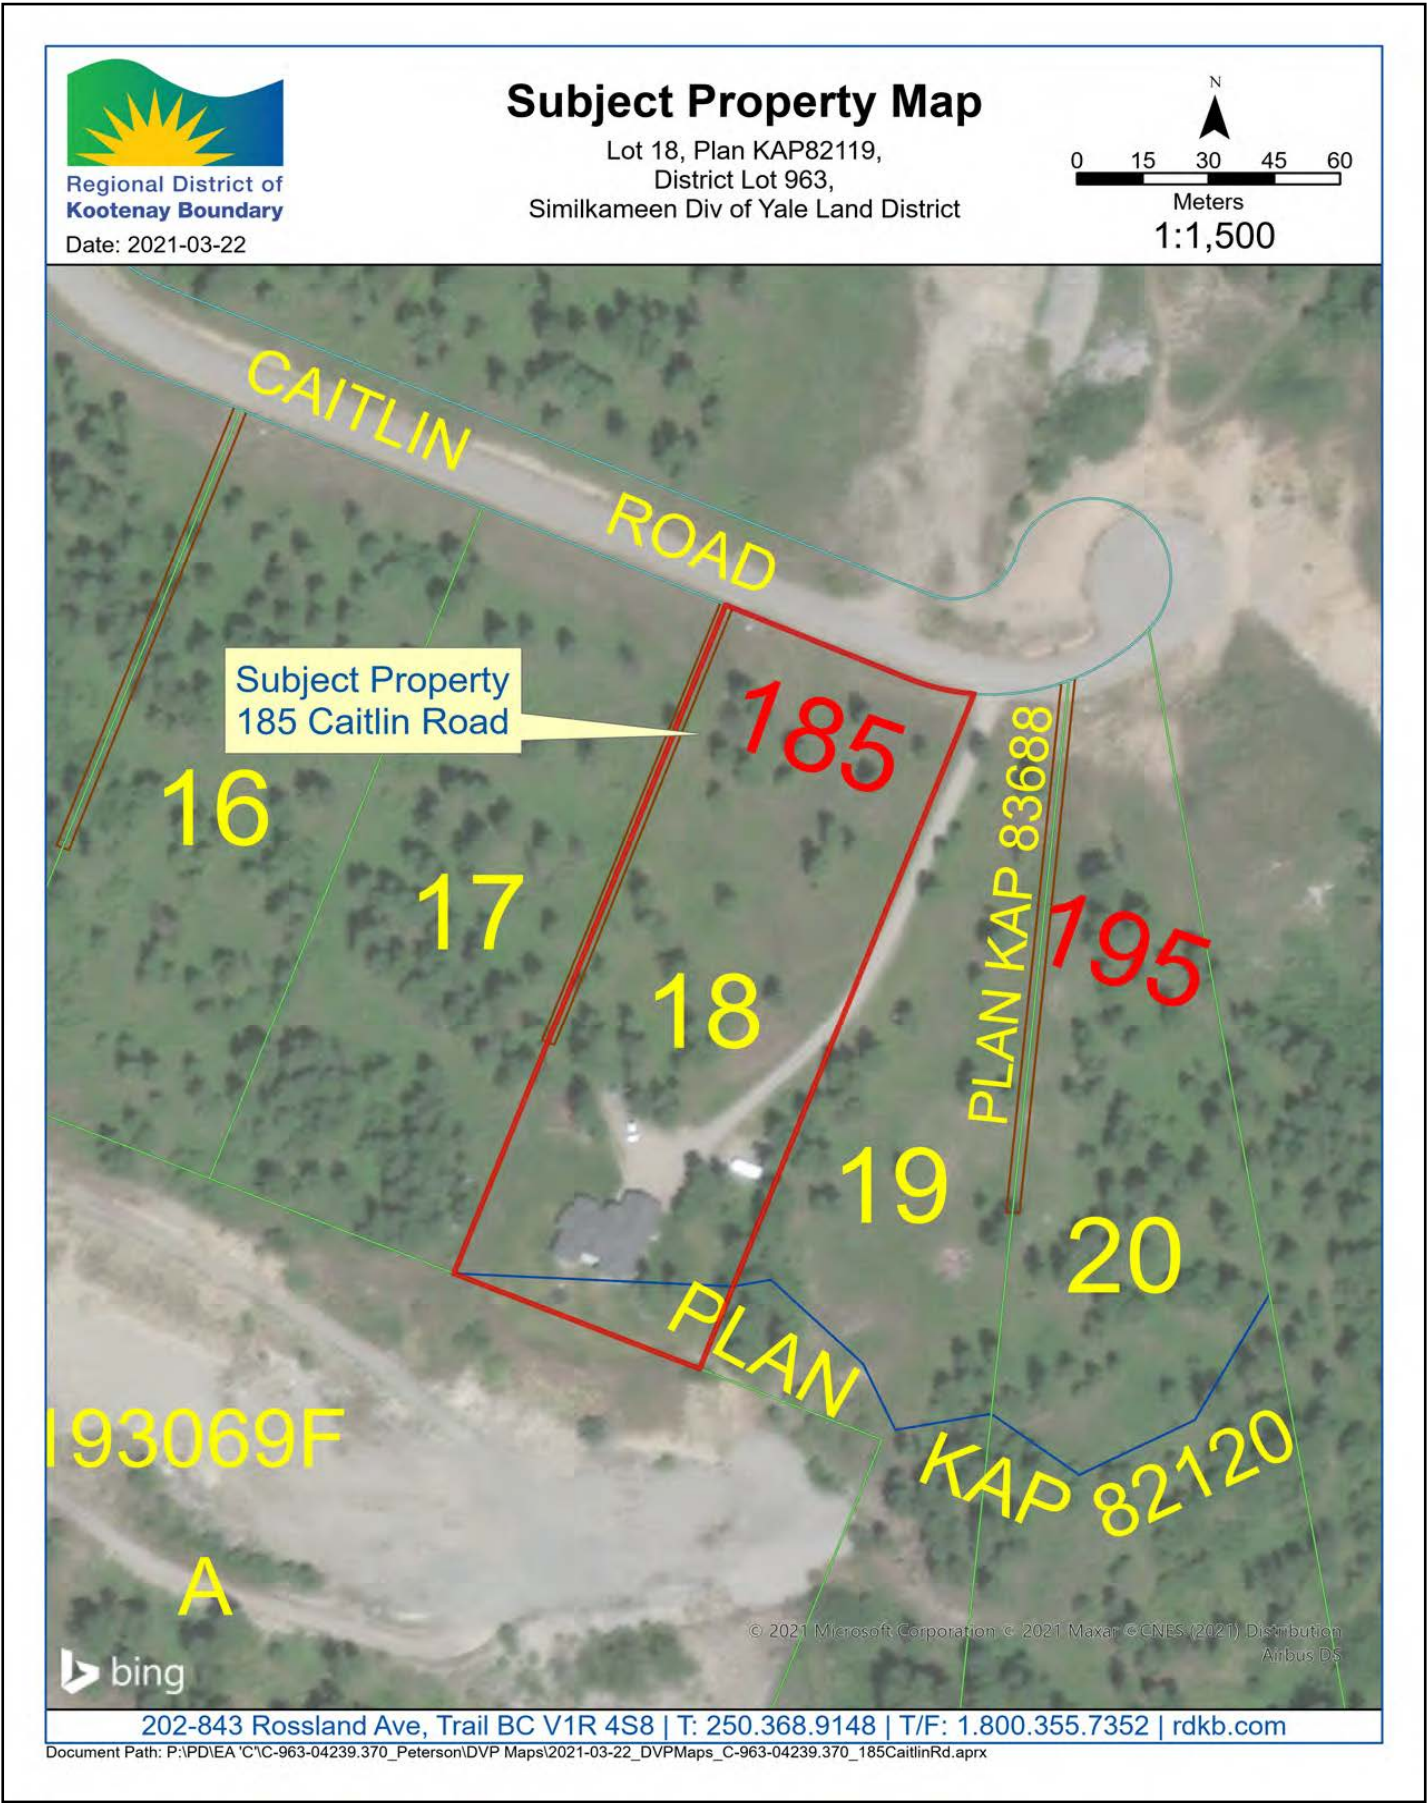 Regional District of
Kootenay Boundary
Date: 2021-03-22
Subject Property Map
Lot 18, Plan KAP82119,
District Lot 963,
Similkameen Div of Yale Land District
N
0 15 30 45 60
Meters
1:1,500
CAITLIN
ROAD
Subject Property
185 Caitlin Road
185
PLAN KAP 83688
195
16
17
18
19
20
PLAN
KAP 82120
193069F
A
© 2021 Microsoft Corporation © 2021 Maxar ©CNES (2021) Distribution
Airbus DS
bing
202-843 Rossland Ave, Trail BC V1R 4S8 | T: 250.368.9148 | T/F: 1.800.355.7352 | rdkb.com
Document Path: P:\PD\EA 'C'\C-963-04239.370_Peterson\DVP Maps\2021-03-22_DVPMaps_C-963-04239.370_185CaitlinRd.aprx